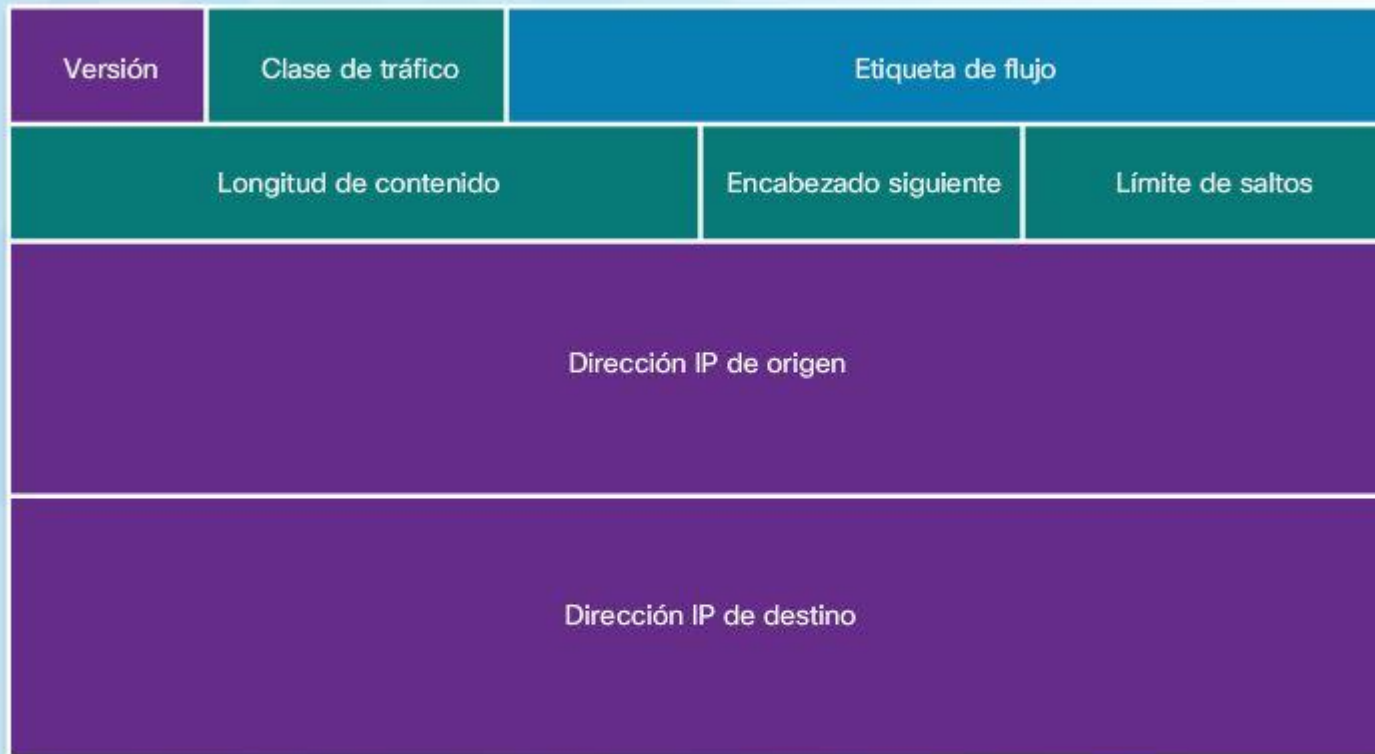 Versión
Clase de tráfico
Etiqueta de flujo
Longitud de contenido
Encabezado siguiente
Límite de saltos
Dirección IP de origen
Dirección IP de destino